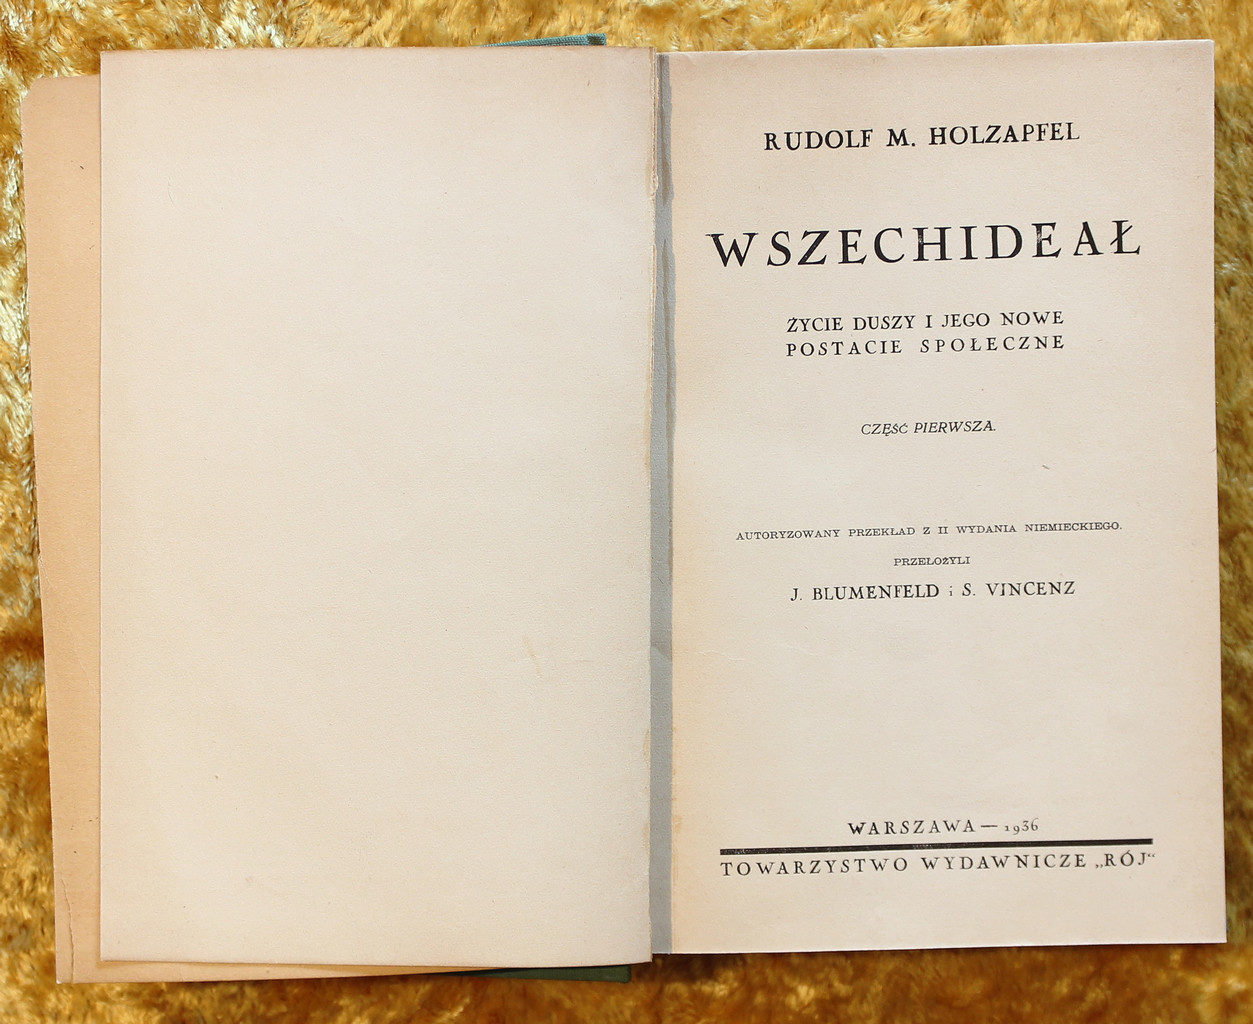 RUDOLF M. HOLZAPFEL
WSZECHIDEAŁ
ŻYCIE DUSZY I JEGO NOWE
POSTACIE SPOŁECZNE
CZĘŚĆ PIERWSZA.
AUTORYZOWANY PRZEKŁAD Z II WYDANIA NIEMIECKIEGO.
PRZEŁOŻYLI
J. BLUMENFELD i S. VINCENZ
WARSZAWA — 1936
TOWARZYSTWO WYDAWNICZE „RÓJ“